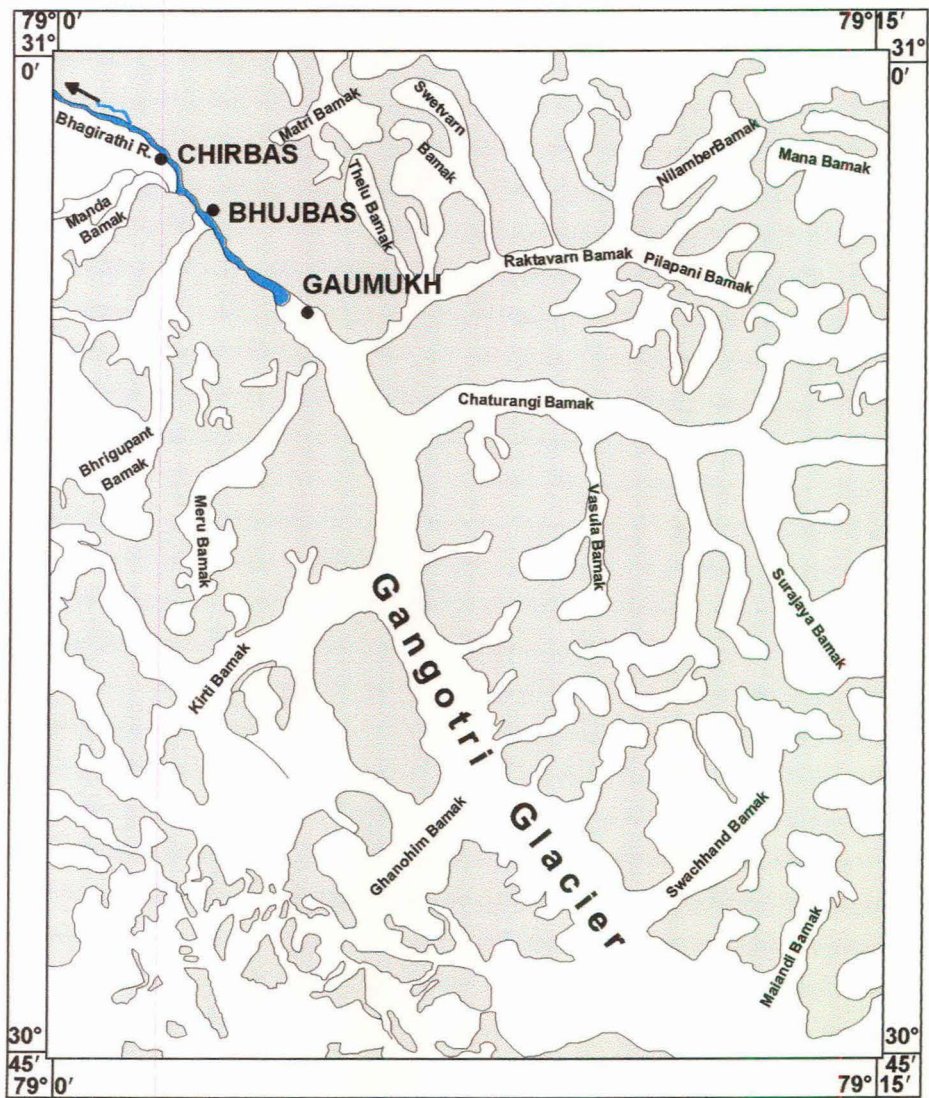 79° 0′
79° 15′
31°
0′
31°
0′
Swetvarn
Bamak
Matri Bamak
Bhagirathi R.
CHIRBAS
NilamberBamak
Mana Bamak
Thelu Bamak
Manda
Bamak
BHUJBAS
Raktavarn Bamak
Pilapani Bamak
GAUMUKH
Chaturangi Bamak
Bhrigupant
Bamak
Meru Bamak
Vasula Bamak
Surajaya Bamak
Gangotri
Glacier
Kirti Bamak
Ghanohim Bamak
Swachhand Bamak
Maiandi Bamak
30°
45′
30°
45′
79° 0′
79° 15′